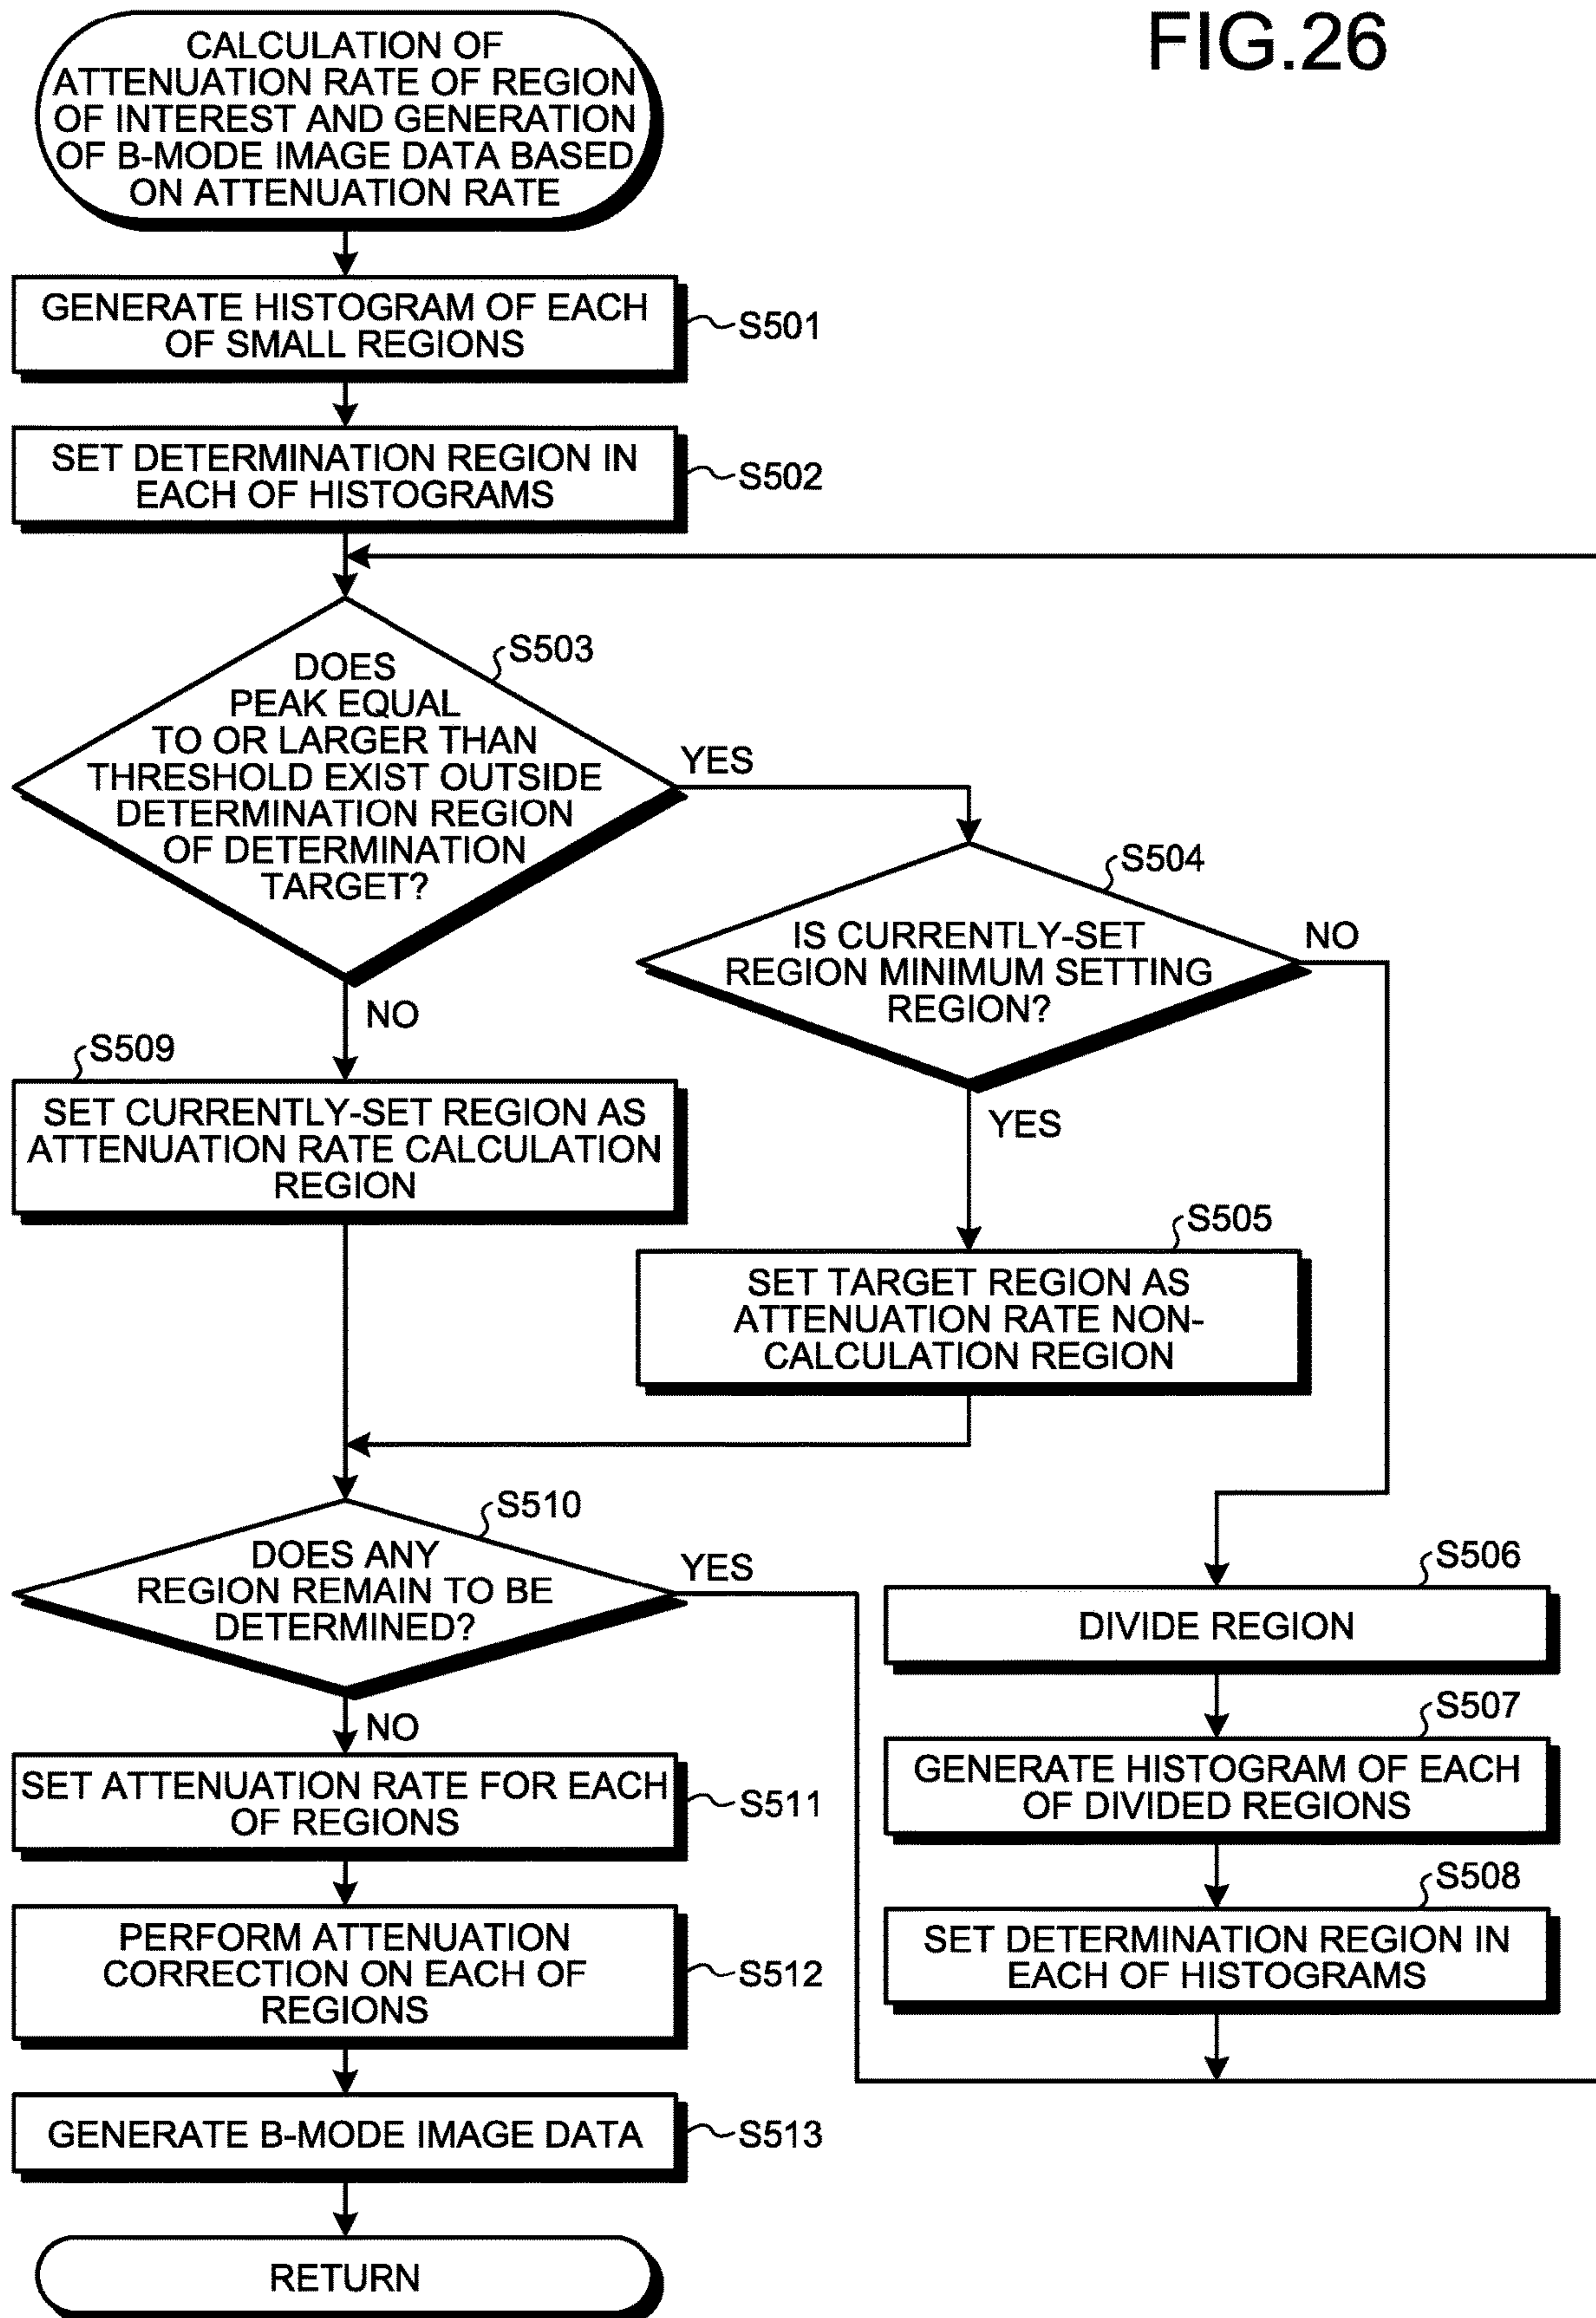 FIG.26
CALCULATION OF
ATTENUATION RATE OF REGION
OF INTEREST AND GENERATION
OF B-MODE IMAGE DATA BASED
ON ATTENUATION RATE
GENERATE HISTOGRAM OF EACH
OF SMALL REGIONS
S501
SET DETERMINATION REGION IN
EACH OF HISTOGRAMS
S502
S503
DOES
PEAK EQUAL
TO OR LARGER THAN
THRESHOLD EXIST OUTSIDE
DETERMINATION REGION
OF DETERMINATION
TARGET?
YES
NO
S504
IS CURRENTLY-SET
REGION MINIMUM SETTING
REGION?
NO
YES
S509
SET CURRENTLY-SET REGION AS
ATTENUATION RATE CALCULATION
REGION
S505
SET TARGET REGION AS
ATTENUATION RATE NON-
CALCULATION REGION
S510
DOES ANY
REGION REMAIN TO BE
DETERMINED?
YES
NO
S506
DIVIDE REGION
S507
GENERATE HISTOGRAM OF EACH
OF DIVIDED REGIONS
S508
SET DETERMINATION REGION IN
EACH OF HISTOGRAMS
SET ATTENUATION RATE FOR EACH
OF REGIONS
S511
PERFORM ATTENUATION
CORRECTION ON EACH OF
REGIONS
S512
GENERATE B-MODE IMAGE DATA
S513
RETURN